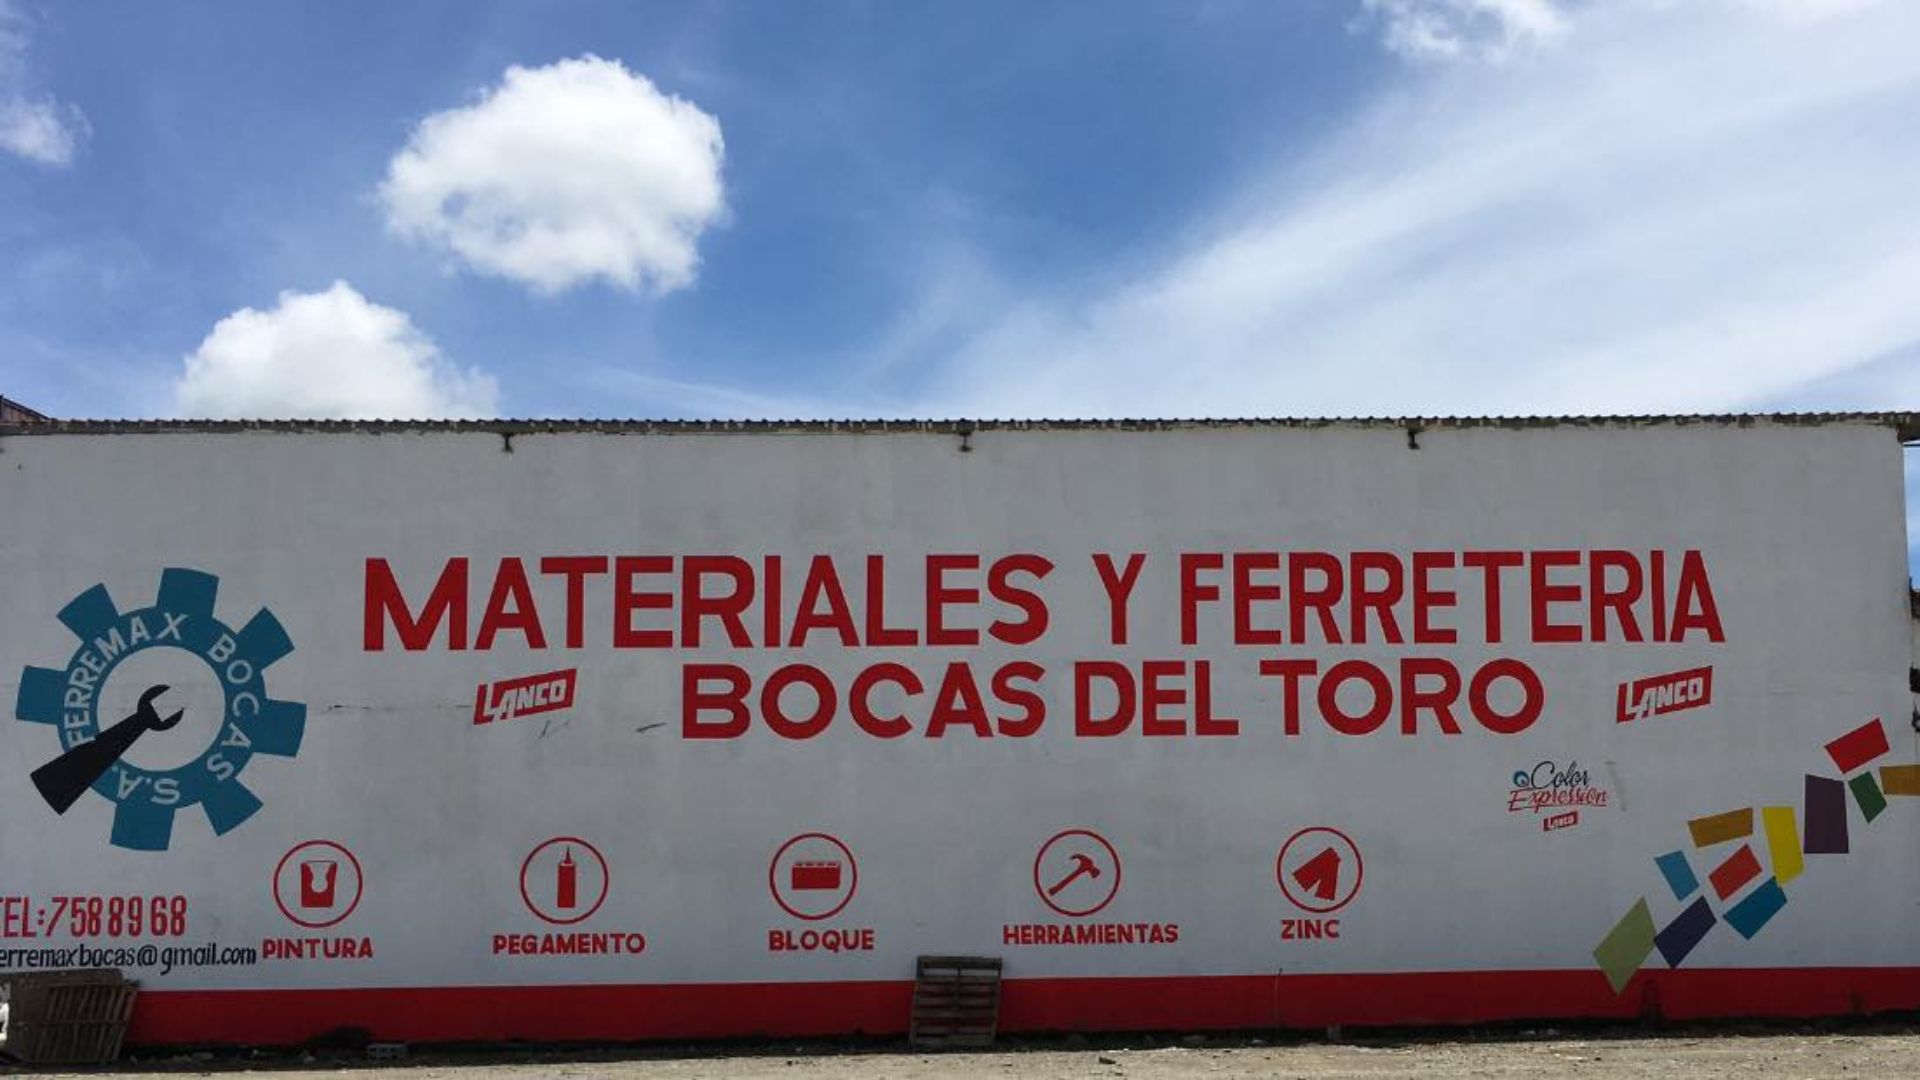 MATERIALES Y FERRETERIA
LANCO BOCAS DEL TORO LANCO
FERREMAX BOCAS S.A.
Color
Expression
LANCO
TEL:7588968
erremaxbocas@gmail.com
PINTURA
PEGAMENTO
BLOQUE
HERRAMIENTAS
ZINC